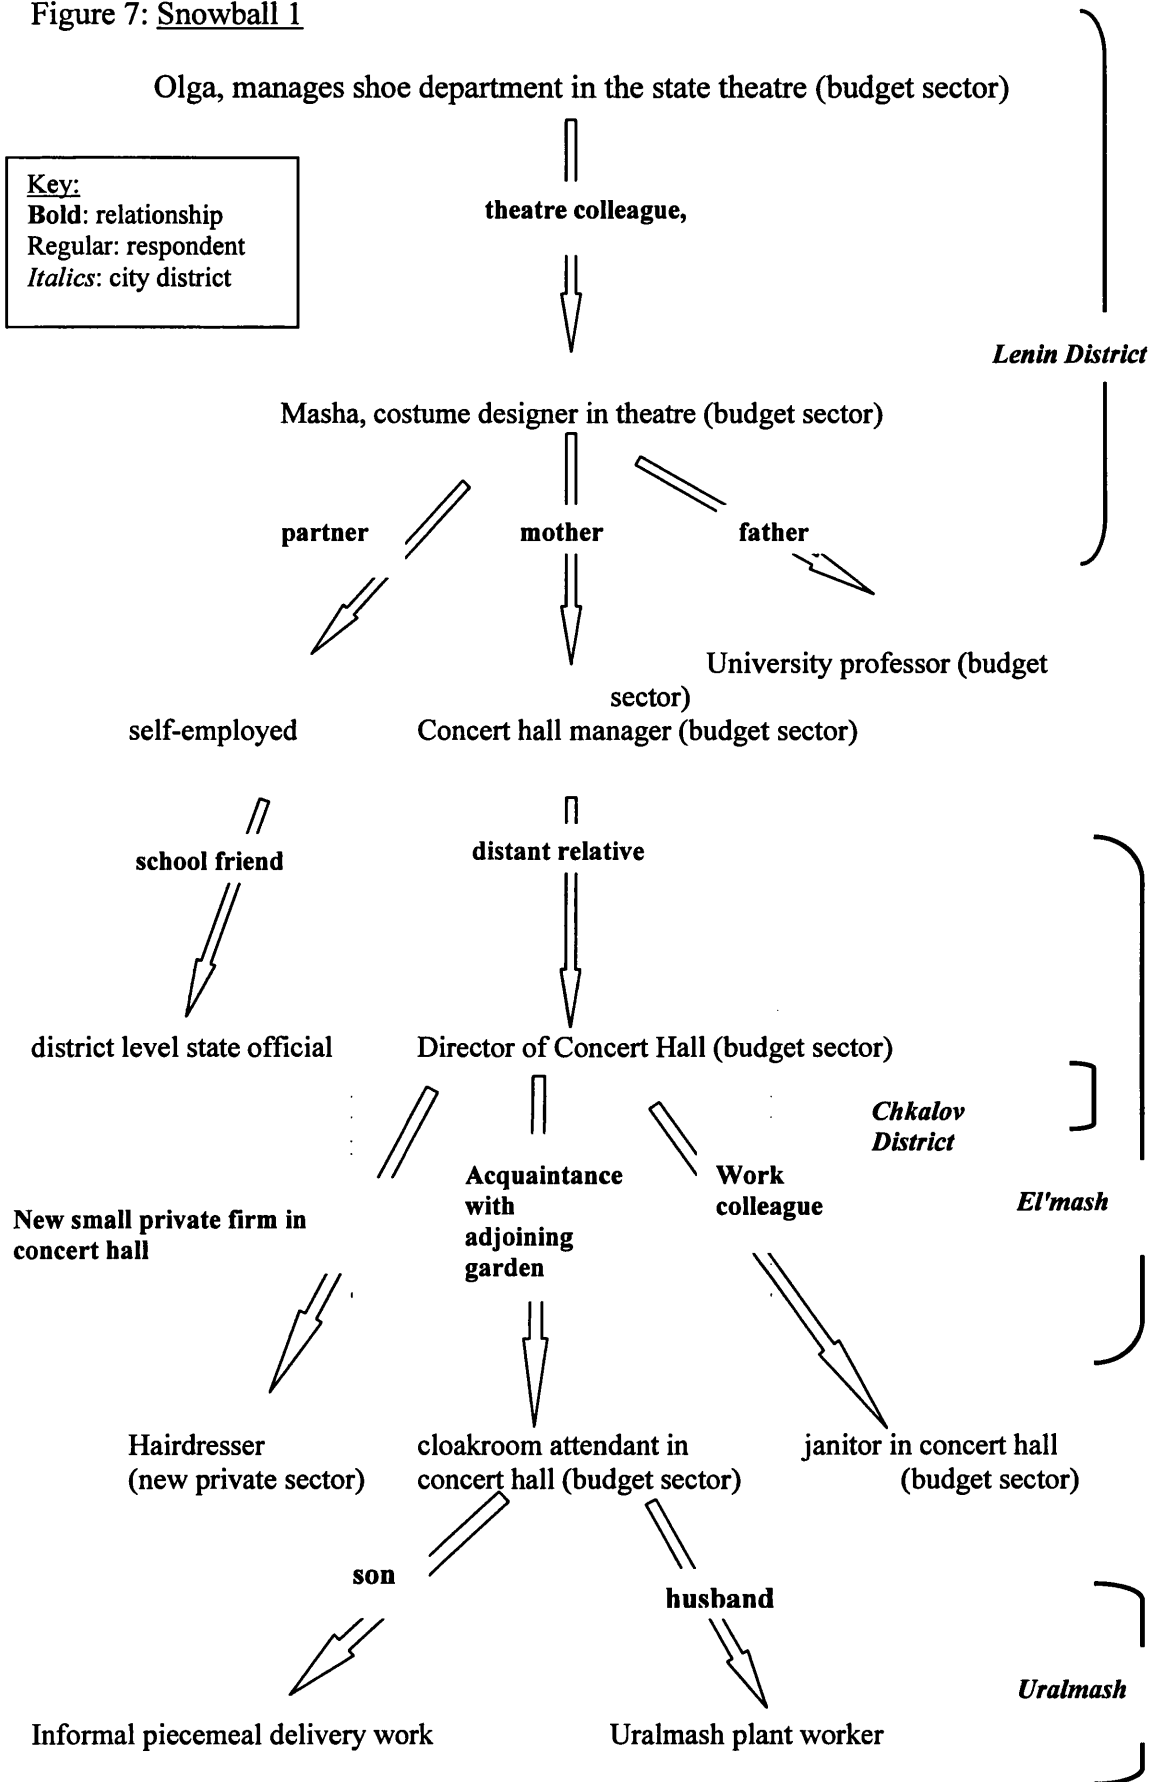 Figure 7: Snowball 1
Olga, manages shoe department in the state theatre (budget sector)
Key:
Bold: relationship
Regular: respondent
Italics: city district
theatre colleague,
Lenin District
Masha, costume designer in theatre (budget sector)
partner
mother
father
University professor (budget
sector)
self-employed
Concert hall manager (budget sector)
school friend
distant relative
district level state official
Director of Concert Hall (budget sector)
Chkalov
District
New small private firm in
concert hall
Acquaintance
with
adjoining
garden
Work
colleague
El'mash
Hairdresser
(new private sector)
cloakroom attendant in
concert hall (budget sector)
janitor in concert hall
(budget sector)
son
husband
Uralmash
Informal piecemeal delivery work
Uralmash plant worker